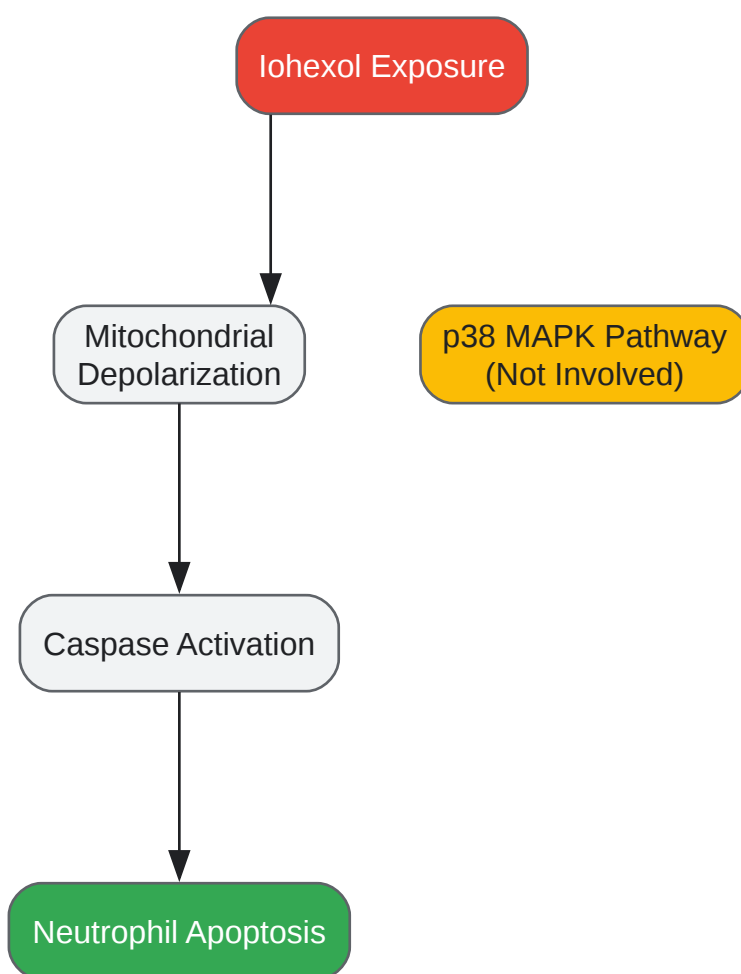 Iohexol Exposure
Mitochondrial
Depolarization
p38 MAPK Pathway
(Not Involved)
Caspase Activation
Neutrophil Apoptosis